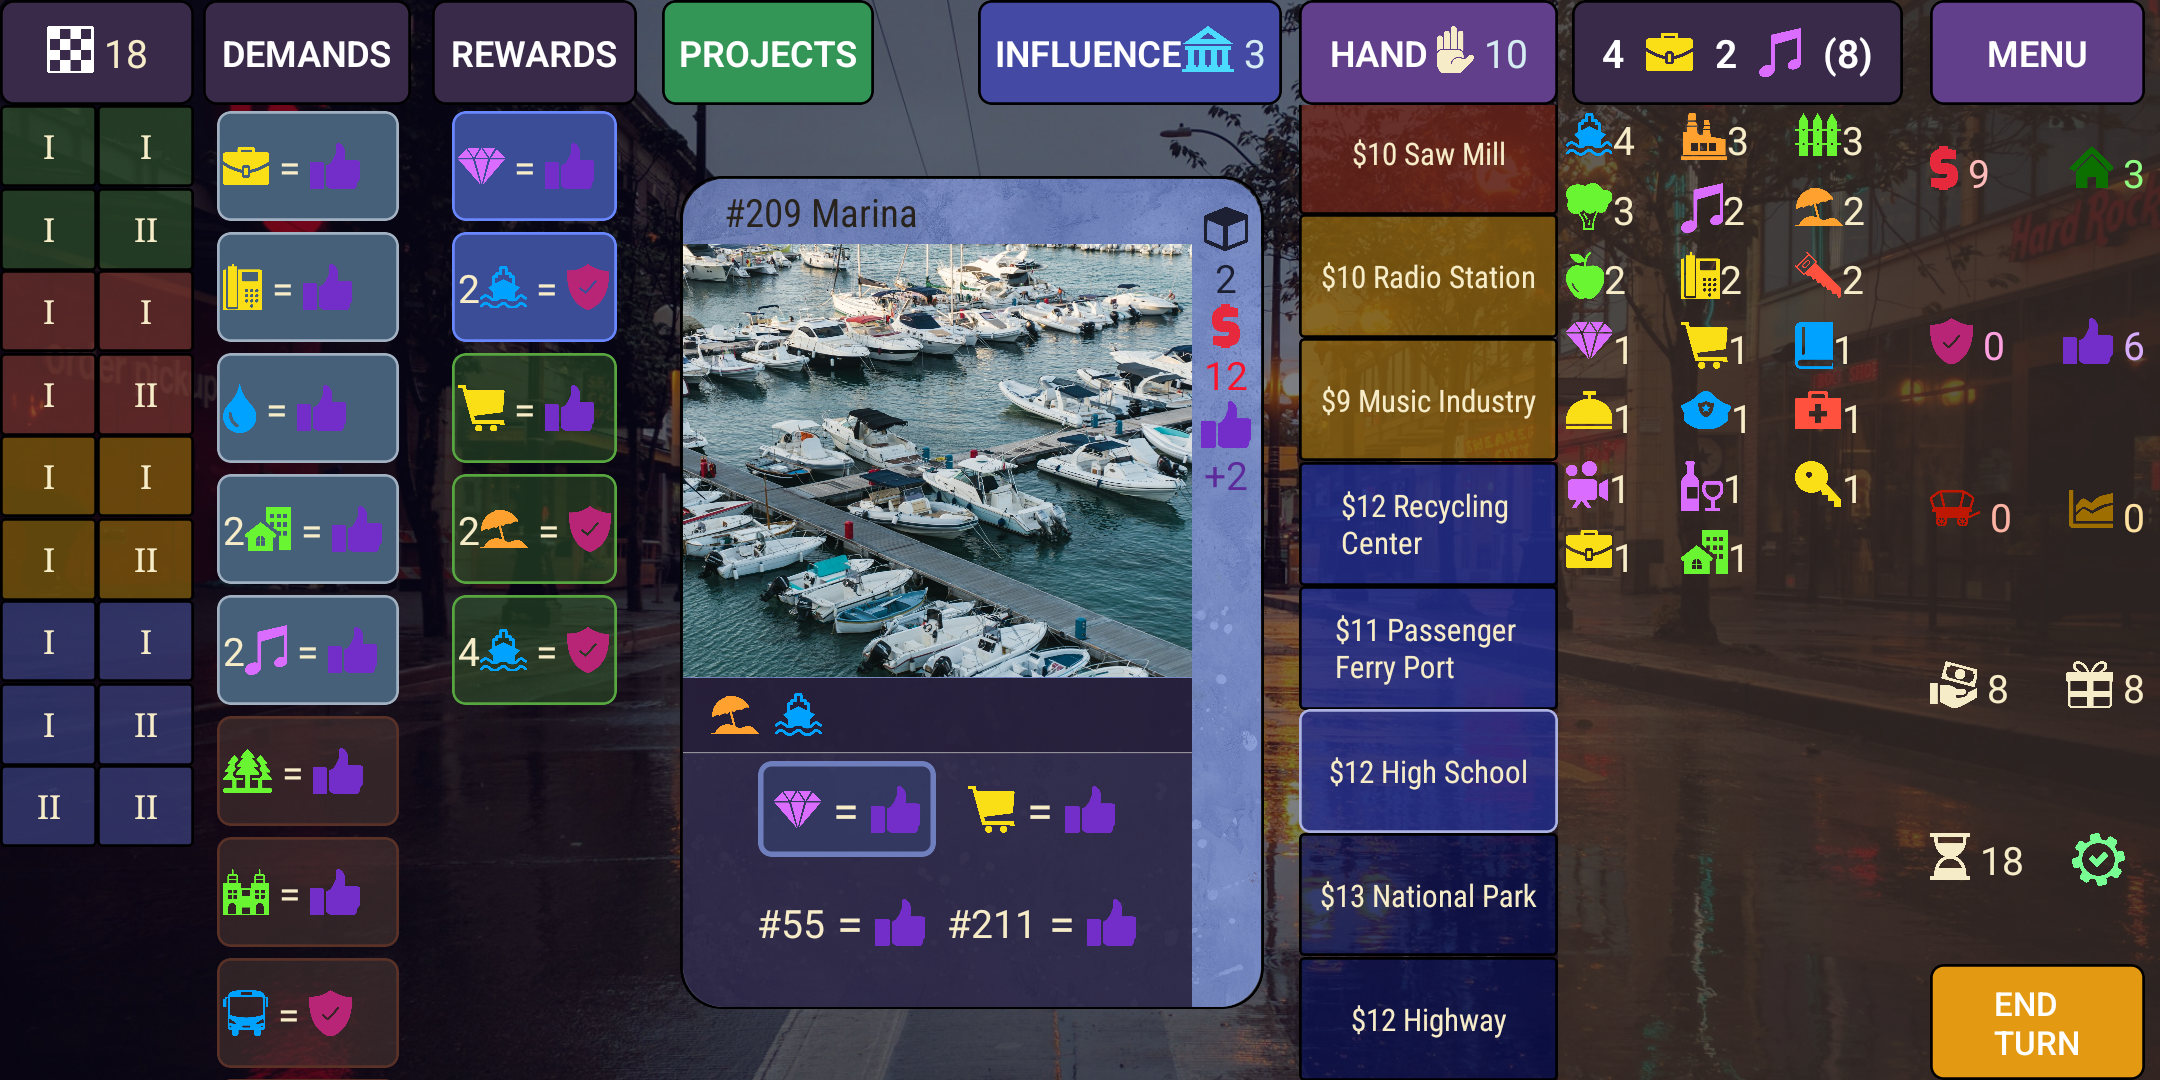 18
DEMANDS
REWARDS
PROJECTS
INFLUENCE 3
HAND 10
4 2 (8)
MENU
I I
I II
I I
I II
I I
I II
I I
I II
II II
=
=
=
2 =
2 =
=
=
=
=
2 =
=
2 =
4 =
#209 Marina
2
$
12
+2
= =
#55 = #211 =
$10 Saw Mill
$10 Radio Station
$9 Music Industry
$12 Recycling
Center
$11 Passenger
Ferry Port
$12 High School
$13 National Park
$12 Highway
4 3 3
3 2 2
2 2 2
1 1 1
1 1 1
1 1 1
1 1
$ 9 3
0 6
0 0
8 8
18
END
TURN
Hard Rock
Order pickup